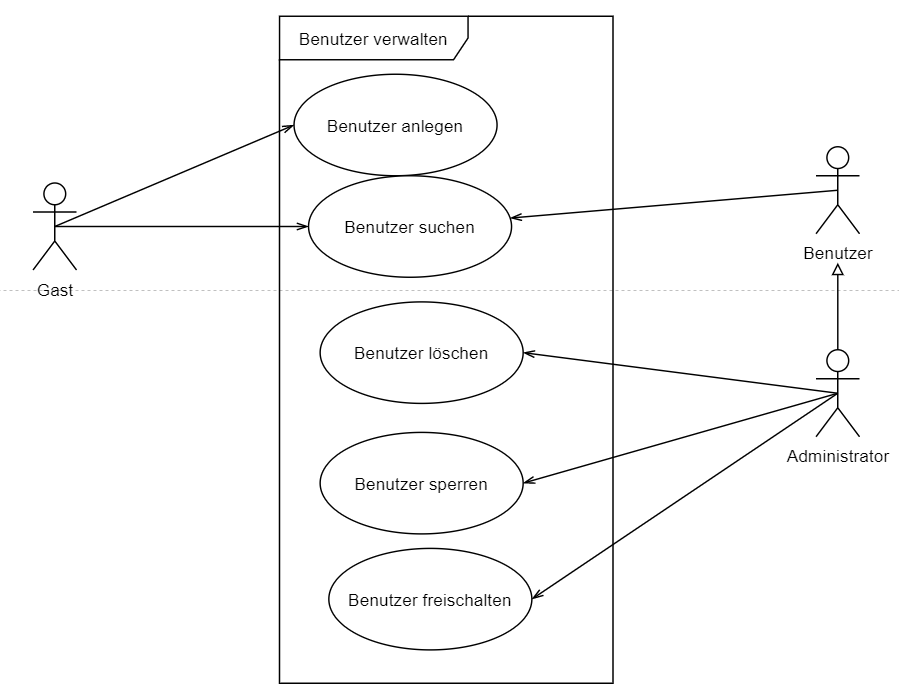 Benutzer verwalten
Benutzer anlegen
Benutzer suchen
Gast
Benutzer
Benutzer löschen
Benutzer sperren
Administrator
Benutzer freischalten